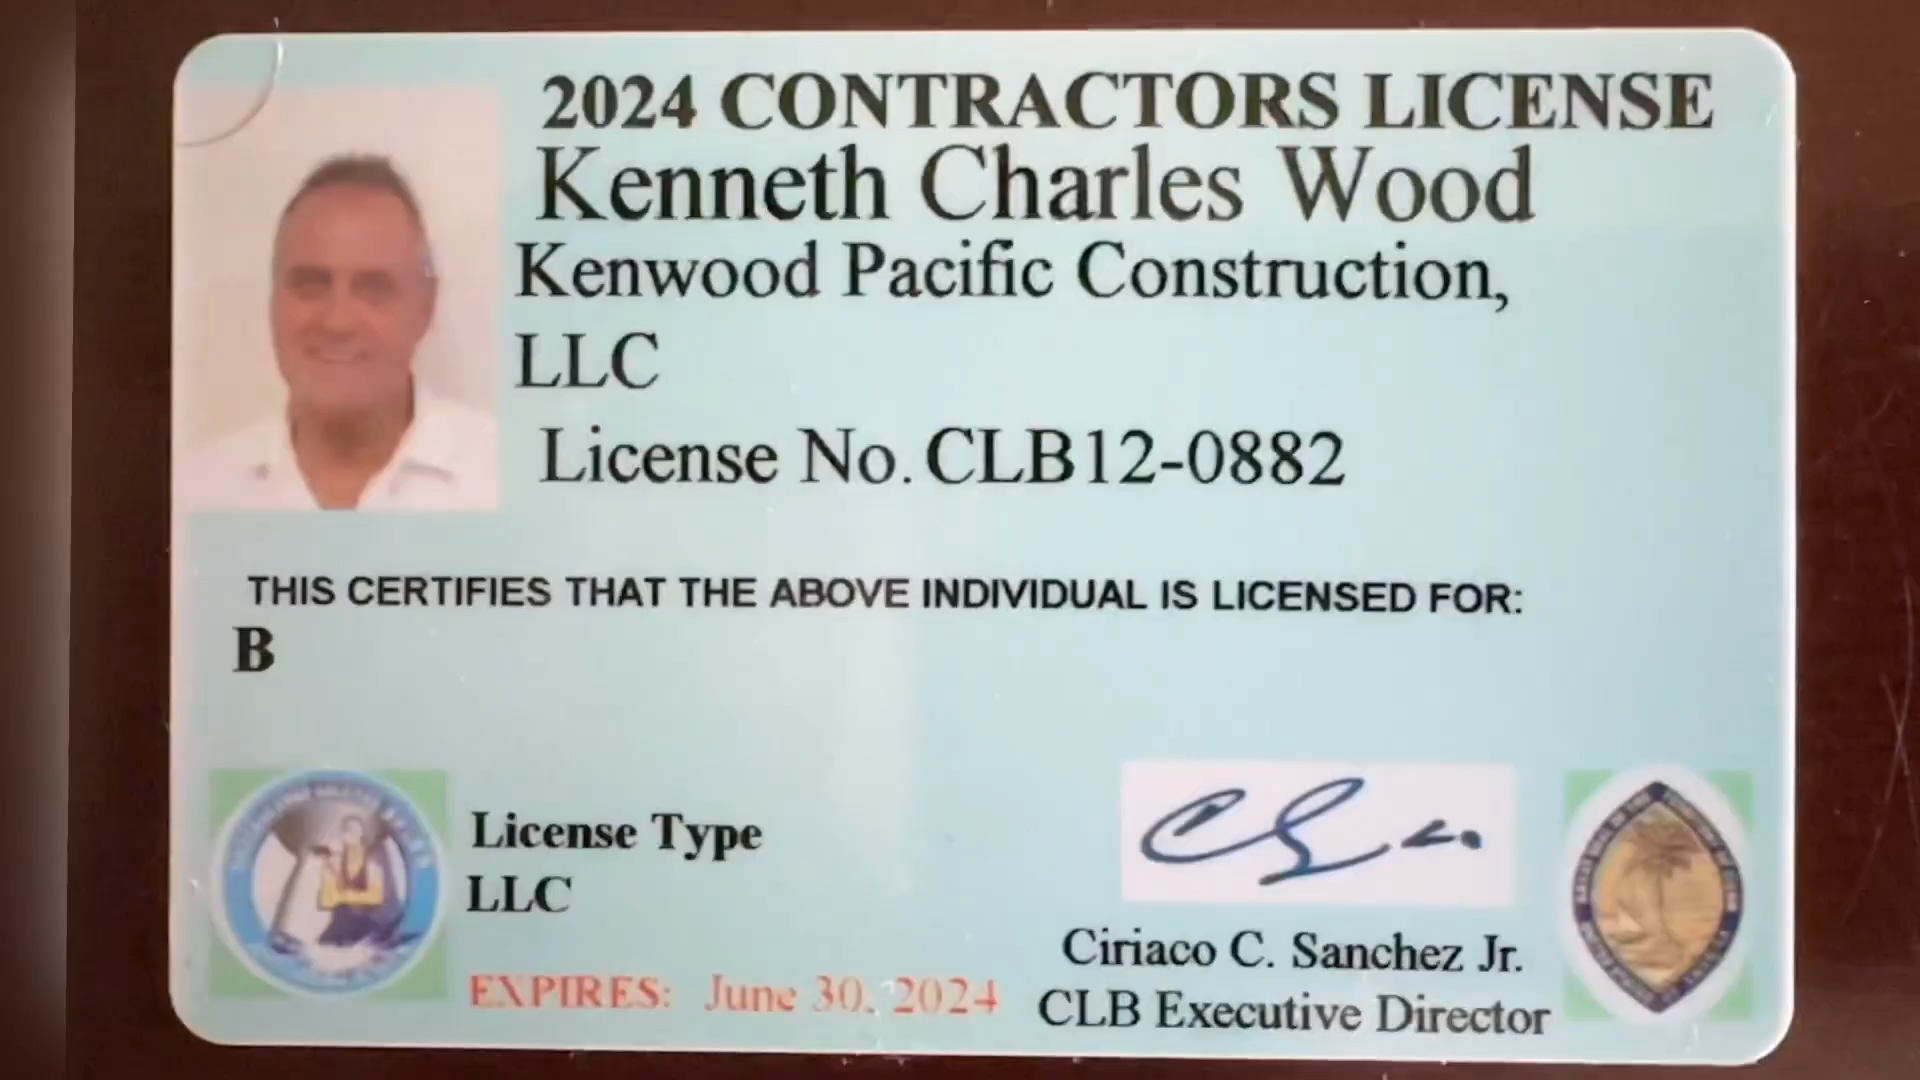 2024 CONTRACTORS LICENSE
Kenneth Charles Wood
Kenwood Pacific Construction,
LLC
License No. CLB12-0882
THIS CERTIFIES THAT THE ABOVE INDIVIDUAL IS LICENSED FOR:
B
License Type
LLC
EXPIRES: June 30, 2024
Ciriaco C. Sanchez Jr.
CLB Executive Director